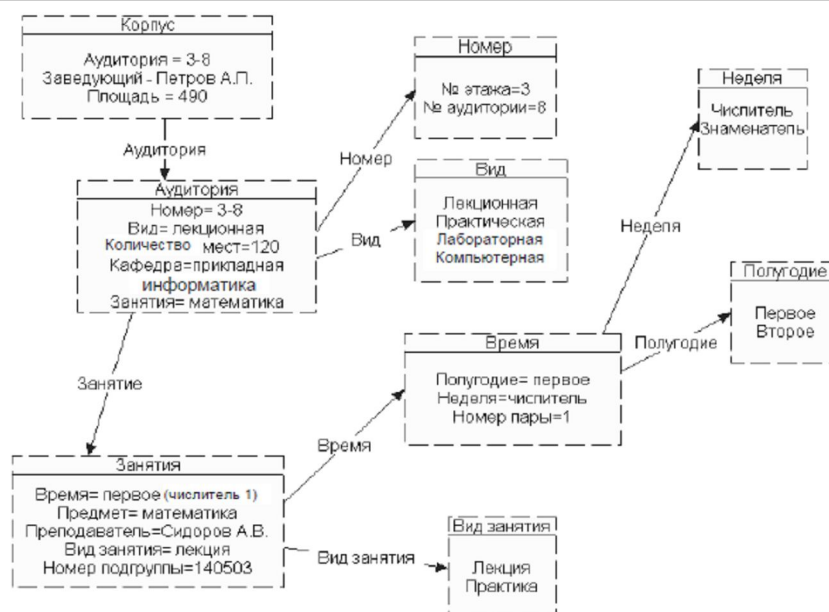 Корпус
Аудитория = 3-8
Заведующий - Петров А.П.
Площадь = 490
Номер
№ этажа=3
№ аудитории=8
Неделя
Числитель
Знаменатель
Аудитория
Номер
Аудитория
Номер= 3-8
Вид= лекционная
Количество мест=120
Кафедра=прикладная
информатика
Занятия= математика
Вид
Вид
Лекционная
Практическая
Лабораторная
Компьютерная
Неделя
Полугодие
Первое
Второе
Занятие
Время
Полугодие= первое
Неделя=числитель
Номер пары=1
Полугодие
Время
Занятия
Время= первое (числитель 1)
Предмет= математика
Преподаватель=Сидоров А.В.
Вид занятия= лекция
Номер подгруппы=140503
Вид занятия
Вид занятия
Лекция
Практика